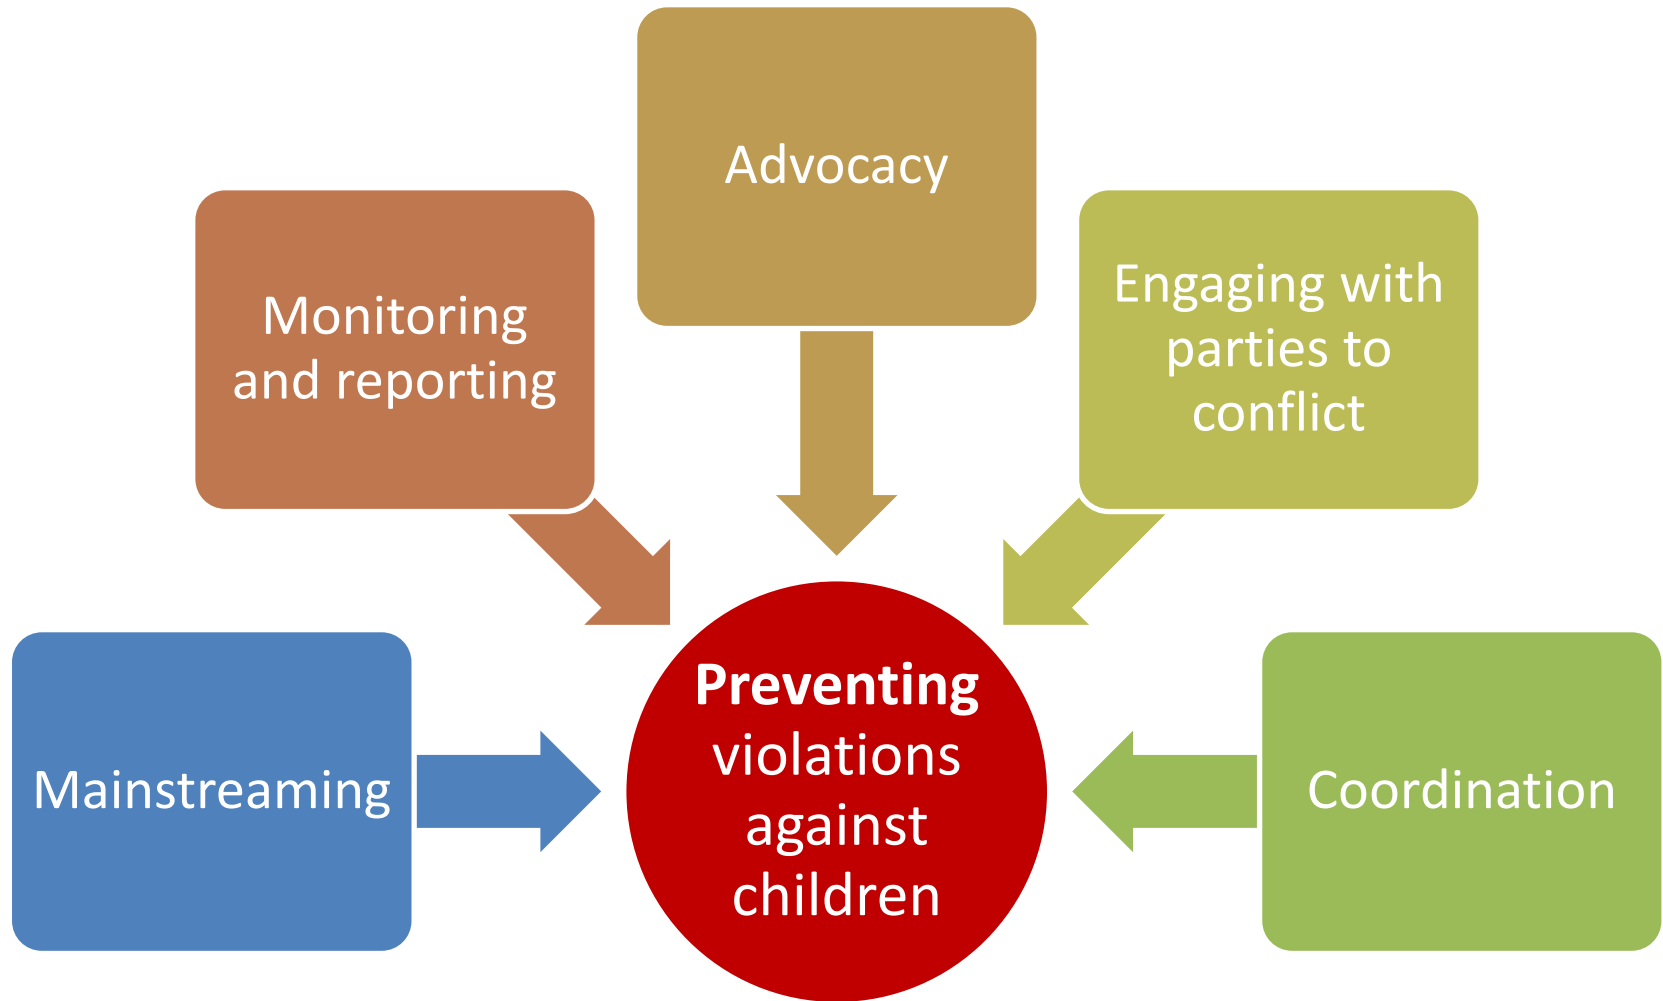 Advocacy
Monitoring
and reporting
Engaging with
parties to
conflict
Mainstreaming
Preventing
violations
against
children
Coordination